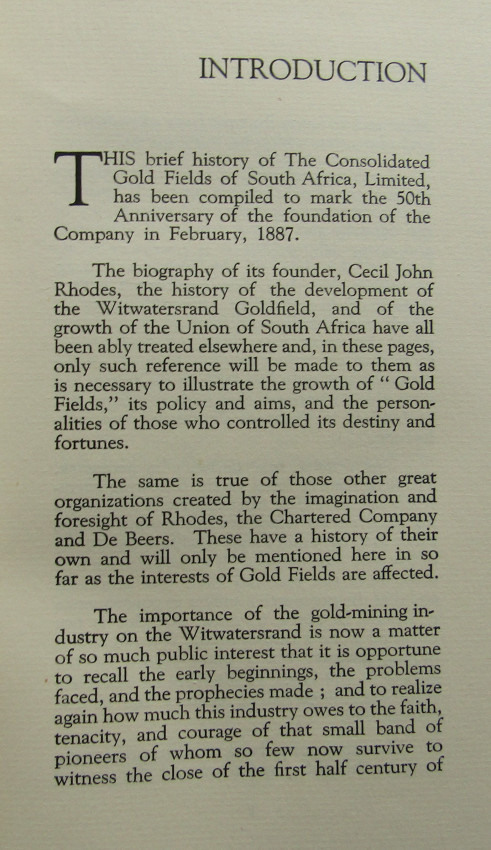 INTRODUCTION
THIS brief history of The Consolidated
Gold Fields of South Africa, Limited,
has been compiled to mark the 50th
Anniversary of the foundation of the
Company in February, 1887.
The biography of its founder, Cecil John
Rhodes, the history of the development of
the Witwatersrand Goldfield, and of the
growth of the Union of South Africa have all
been ably treated elsewhere and, in these pages,
only such reference will be made to them as
is necessary to illustrate the growth of “ Gold
Fields,” its policy and aims, and the person-
alities of those who controlled its destiny and
fortunes.
The same is true of those other great
organizations created by the imagination and
foresight of Rhodes, the Chartered Company
and De Beers. These have a history of their
own and will only be mentioned here in so
far as the interests of Gold Fields are affected.
The importance of the gold-mining in-
dustry on the Witwatersrand is now a matter
of so much public interest that it is opportune
to recall the early beginnings, the problems
faced, and the prophecies made ; and to realize
again how much this industry owes to the faith,
tenacity, and courage of that small band of
pioneers of whom so few now survive to
witness the close of the first half century of